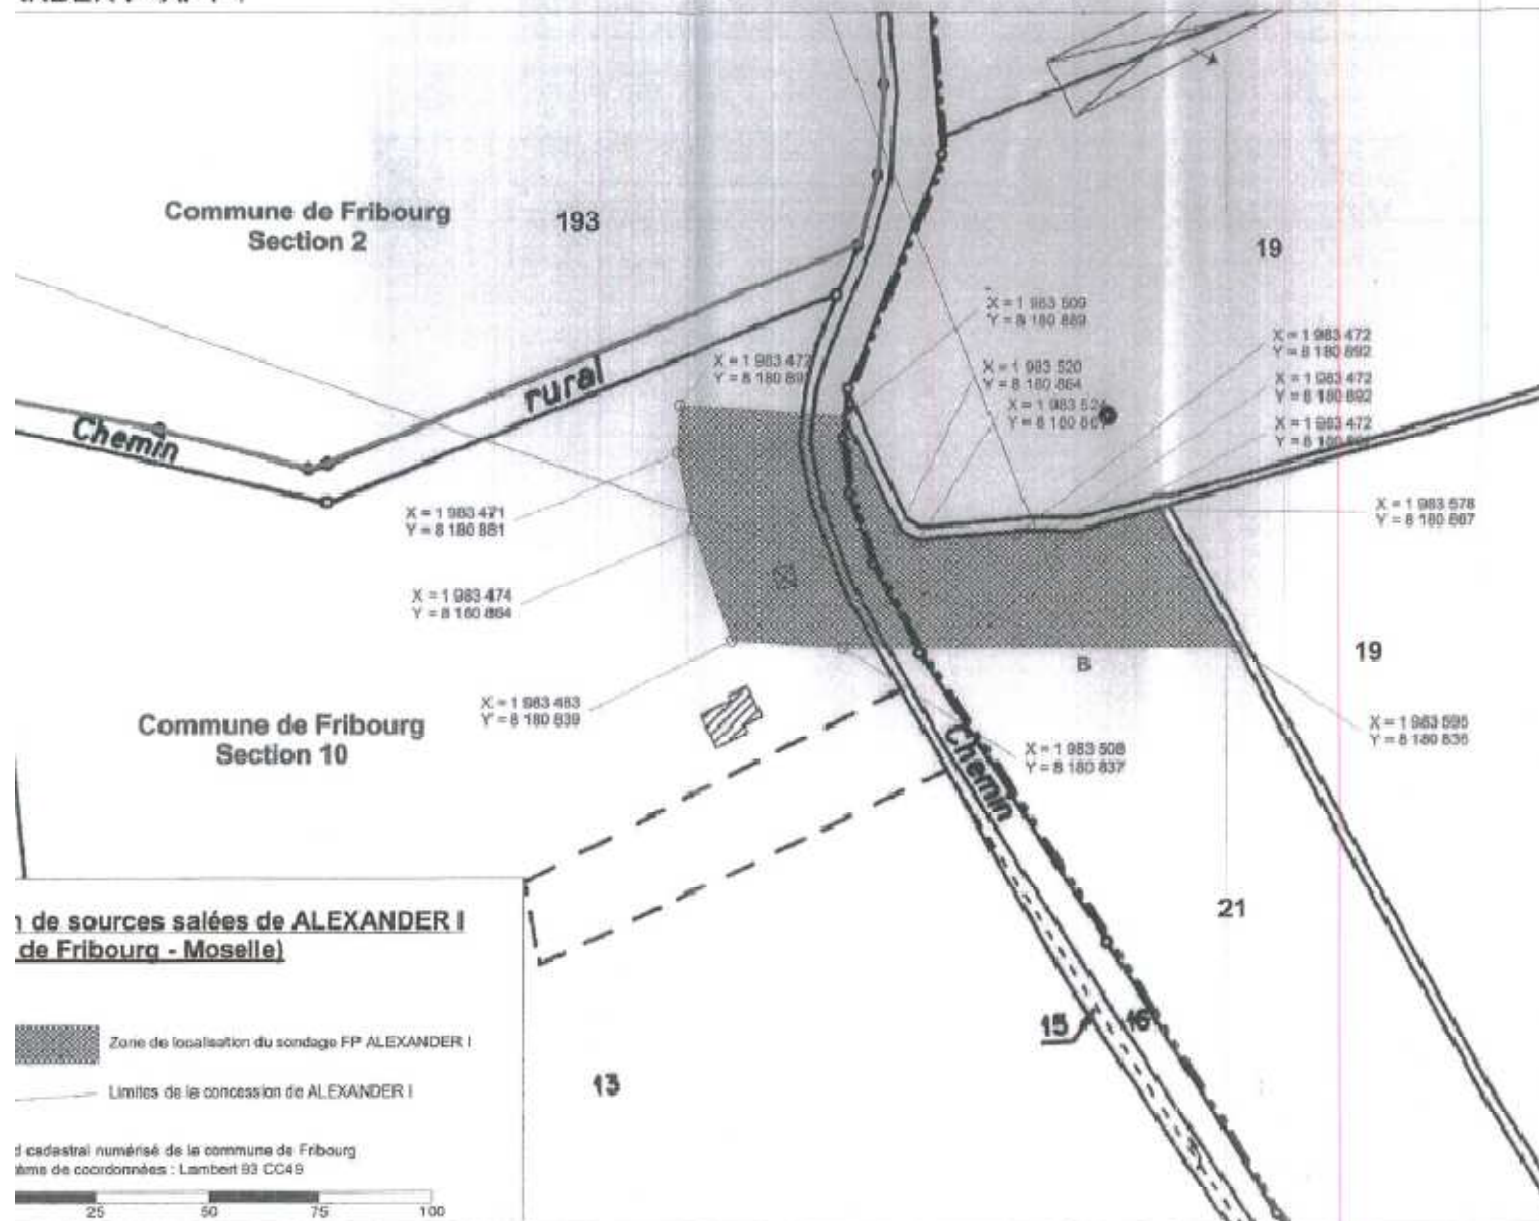 Commune de Fribourg
Section 2
193
19
X = 1 983 509
Y = 8 180 889
X = 1 983 472
Y = 8 180 892
X = 1 983 472
Y = 8 180 892
X = 1 983 472
X = 1 983 520
Y = 8 180 864
rural
Chemin
X = 1 983 471
Y = 8 180 881
X = 1 983 578
Y = 8 180 867
X = 1 983 474
Y = 8 180 864
19
B
X = 1 983 483
Y = 8 180 839
Commune de Fribourg
Section 10
X = 1 983 508
Y = 8 180 837
X = 1 983 595
Y = 8 180 836
Chemin
21
de sources salées de ALEXANDER I
de Fribourg - Moselle)
15
16
Zone de localisation du sondage FP ALEXANDER I
Limites de la concession de ALEXANDER I
13
cadastral numérisé de la commune de Fribourg
de coordonnées : Lambert 93 CC49
25 50 75 100